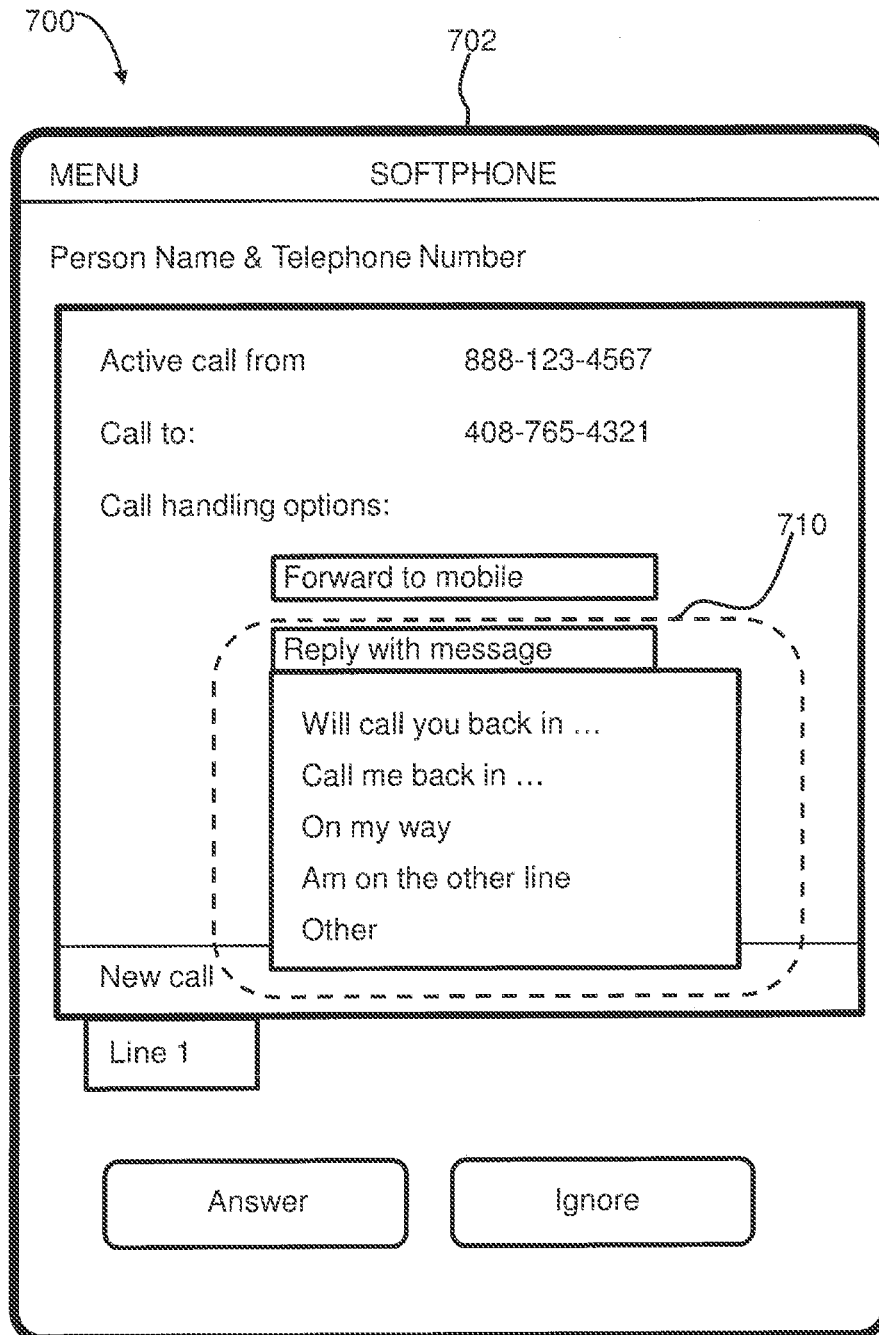 700
702
MENU SOFTPHONE
Person Name & Telephone Number
Active call from 888-123-4567
Call to: 408-765-4321
Call handling options:
710
Forward to mobile
Reply with message
Will call you back in ...
Call me back in ...
On my way
Am on the other line
Other
New call
Line 1
Answer Ignore